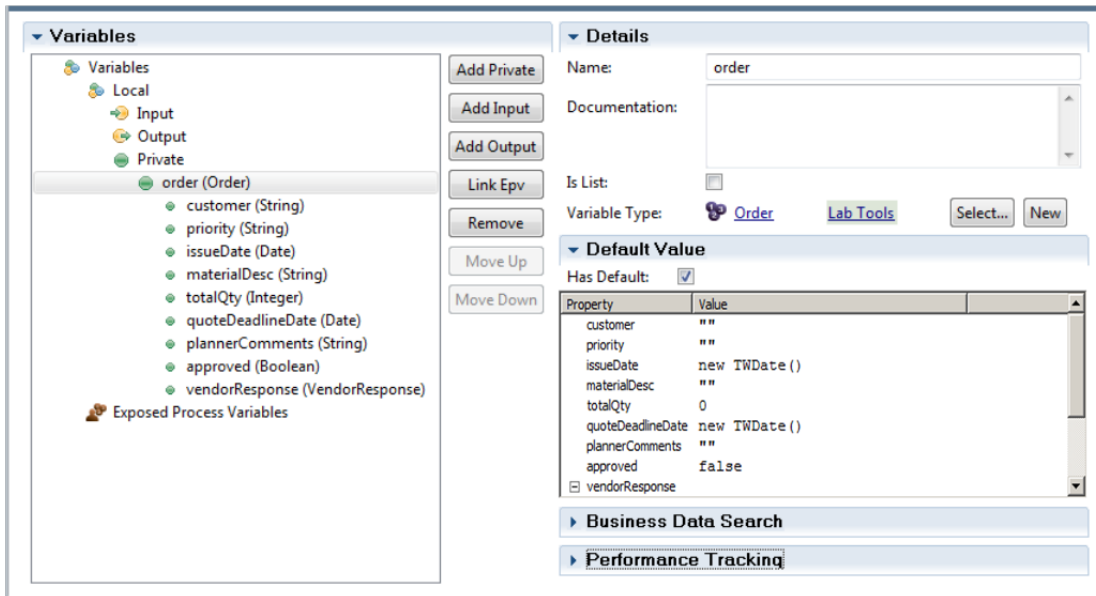 Variables
Variables
Local
Input
Output
Private
order (Order)
customer (String)
priority (String)
issueDate (Date)
materialDesc (String)
totalQty (Integer)
quoteDeadlineDate (Date)
plannerComments (String)
approved (Boolean)
vendorResponse (VendorResponse)
Exposed Process Variables
Add Private
Add Input
Add Output
Link Epv
Remove
Move Up
Move Down
Details
Name: order
Documentation:
Is List:
Variable Type: Order Lab Tools Select... New
Default Value
Has Default:
Property Value
customer ""
priority ""
issueDate new TWDate()
materialDesc ""
totalQty 0
quoteDeadlineDate new TWDate()
plannerComments ""
approved false
vendorResponse
Business Data Search
Performance Tracking